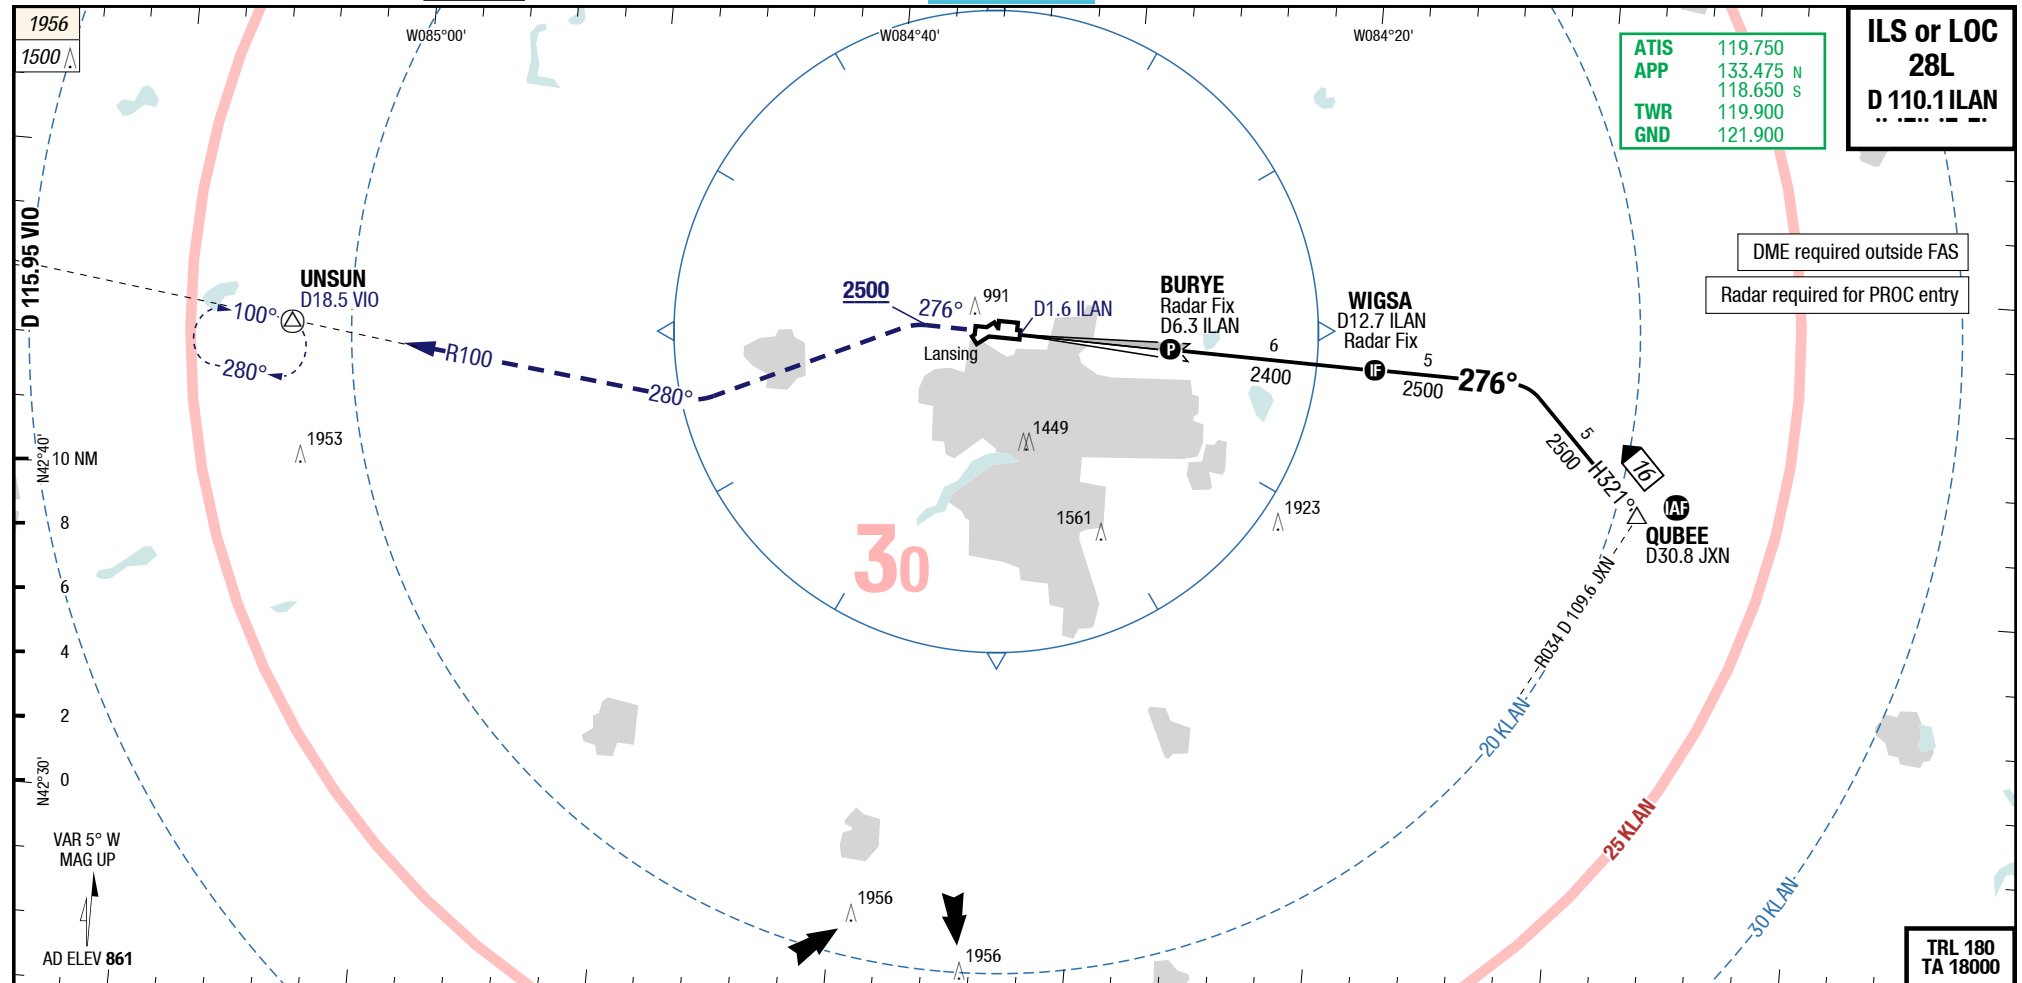 1956
1500
W085°00'
W084°40'
W084°20'
ATIS 119.750
APP 133.475 N
118.650 S
TWR 119.900
GND 121.900
ILS or LOC
28L
D 110.1 ILAN
DME required outside FAS
Radar required for PROC entry
D 115.95 VIO
UNSUN
D18.5 VIO
100°
280°
R100
280°
2500
276°
991
D1.6 ILAN
Lansing
BURYE
Radar Fix
D6.3 ILAN
P
6
2400
WIGSA
D12.7 ILAN
Radar Fix
IF
5
2500
276°
5
2500
H321°
16
IAF
QUBEE
D30.8 JXN
R034 D 109.6 JXN
1953
1449
1561
1923
30
N42°40'
10 NM
8
6
4
2
0
N42°30'
20 KLAN
25 KLAN
30 KLAN
VAR 5° W
MAG UP
AD ELEV 861
1956
1956
TRL 180
TA 18000